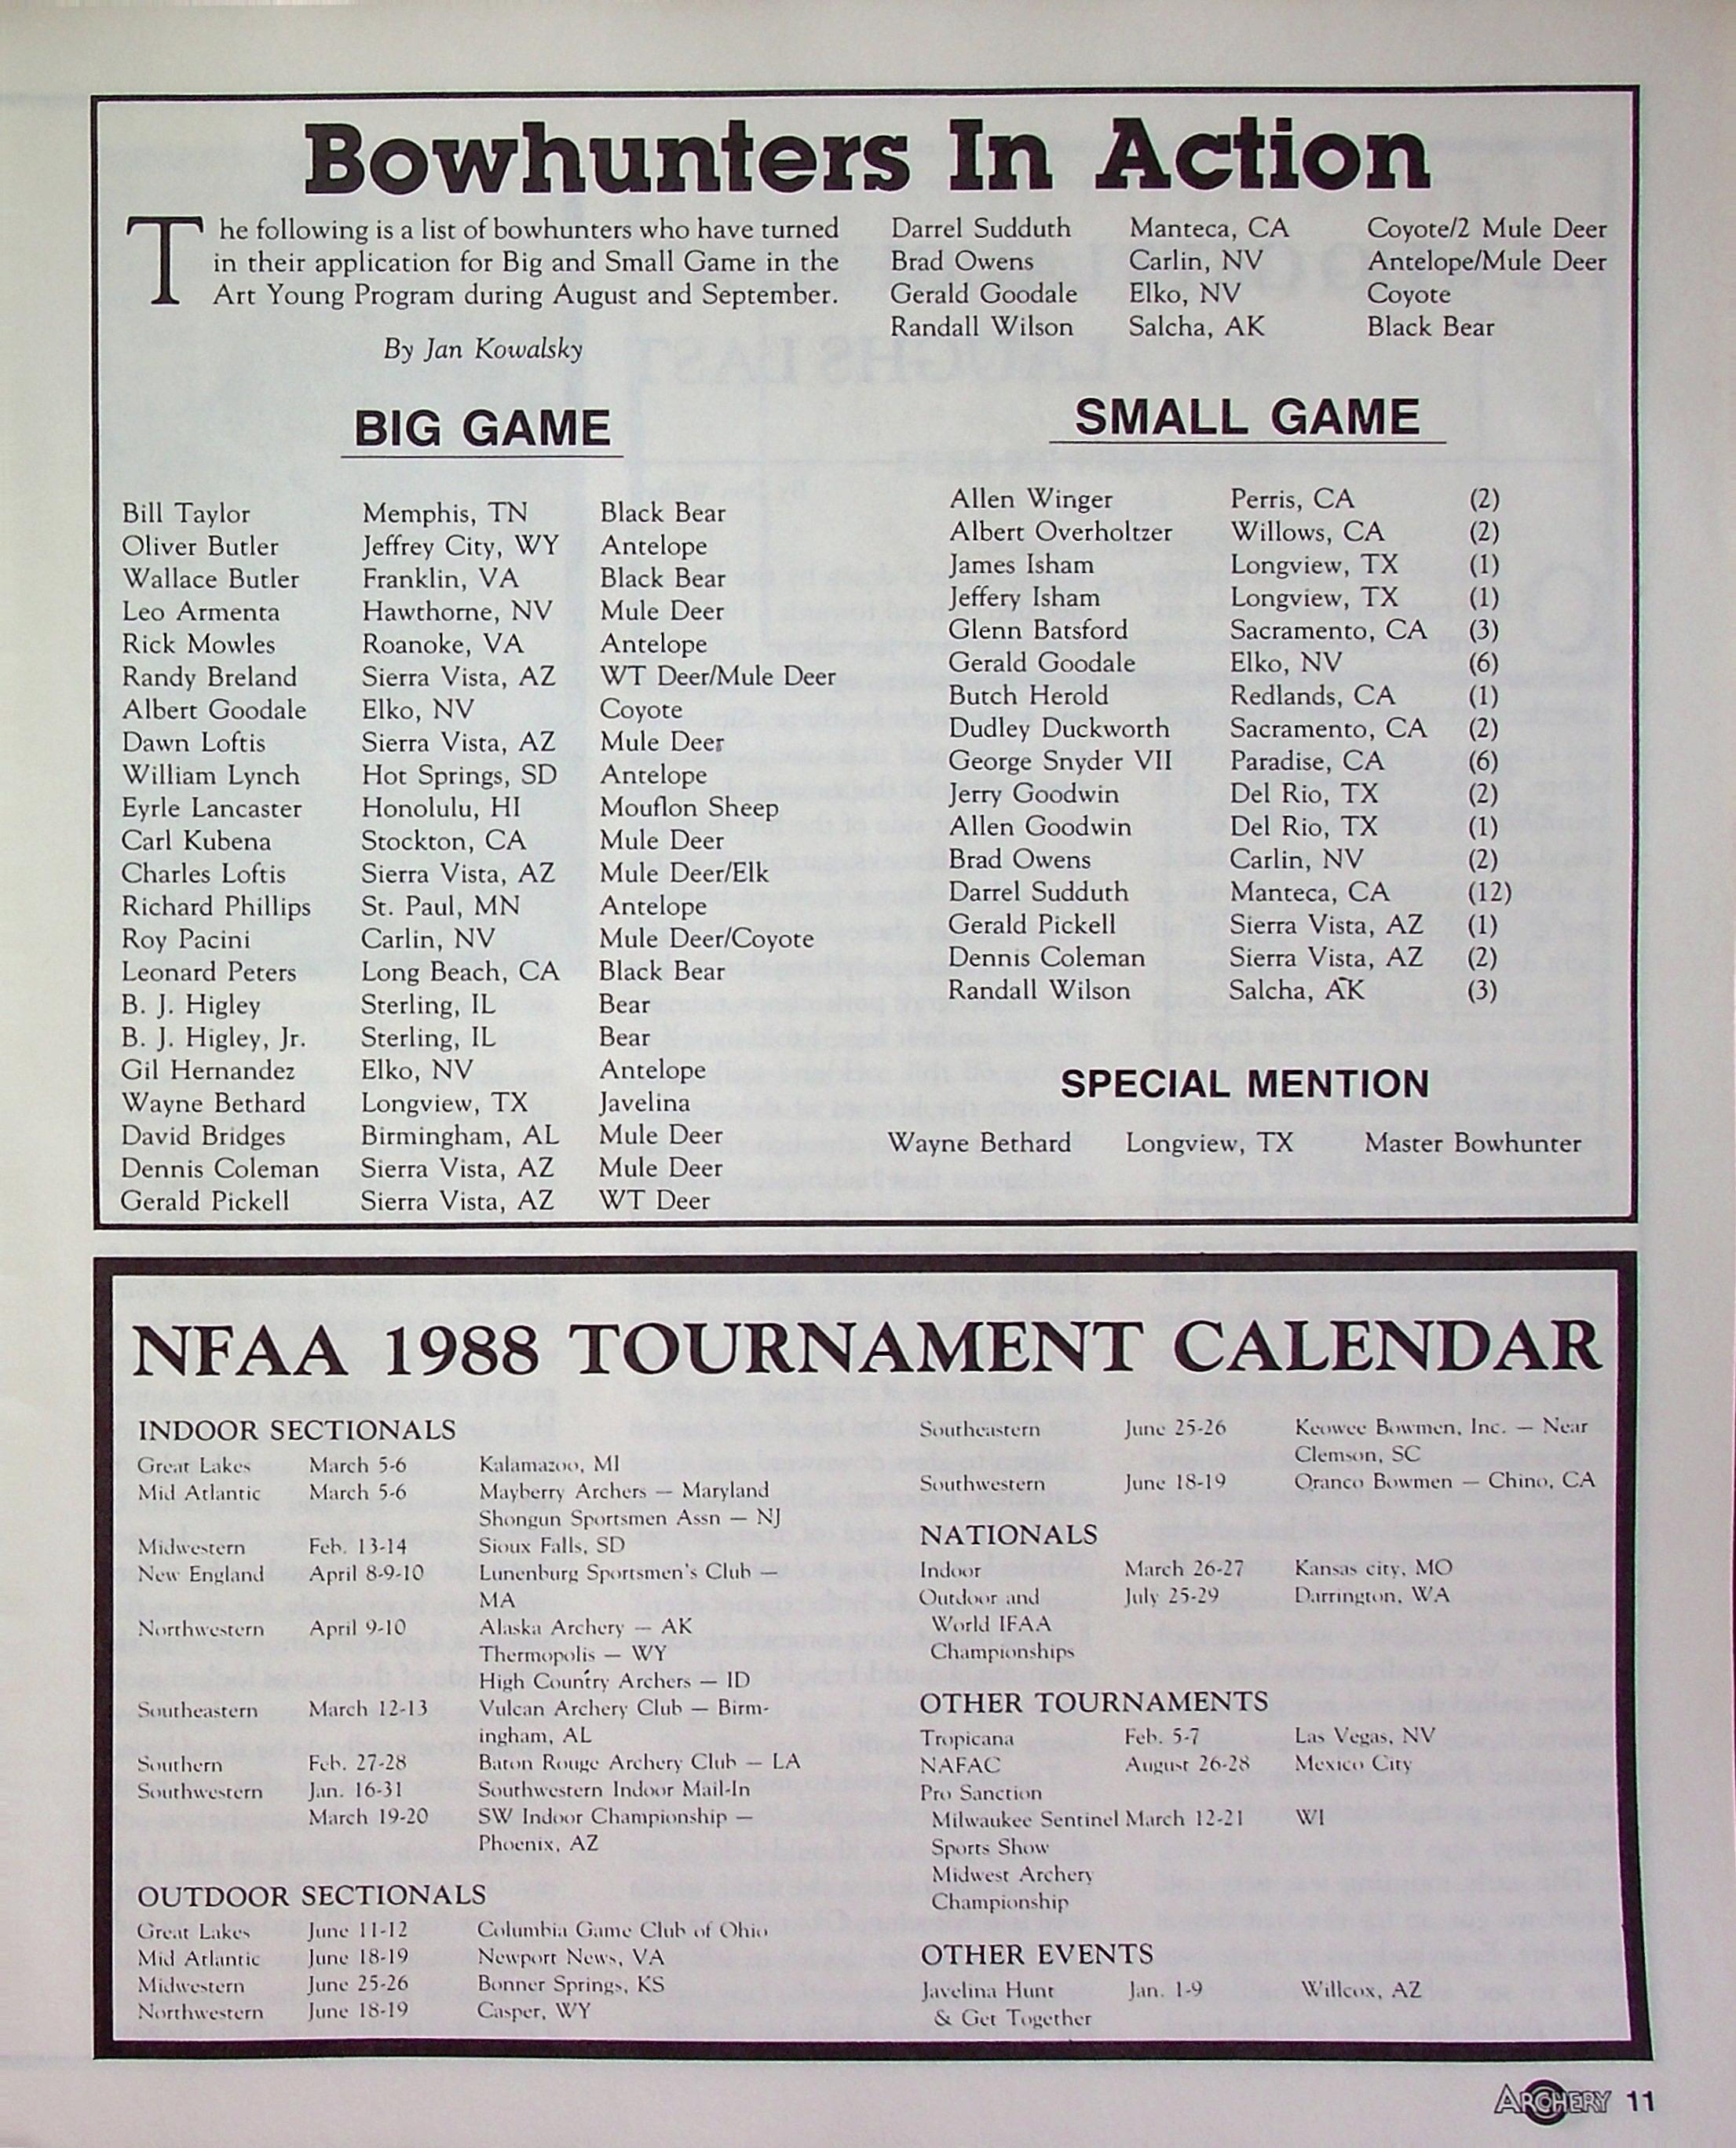 Bowhunters In Action
The following is a list of bowhunters who have turned
in their application for Big and Small Game in the
Art Young Program during August and September.
By Jan Kowalsky
BIG GAME
Bill Taylor Memphis, TN Black Bear
Oliver Butler Jeffrey City, WY Antelope
Wallace Butler Franklin, VA Black Bear
Leo Armenta Hawthorne, NV Mule Deer
Rick Mowles Roanoke, VA Antelope
Randy Breland Sierra Vista, AZ WT Deer/Mule Deer
Albert Goodale Elko, NV Coyote
Dawn Loftis Sierra Vista, AZ Mule Deer
William Lynch Hot Springs, SD Antelope
Eyrle Lancaster Honolulu, HI Mouflon Sheep
Carl Kubena Stockton, CA Mule Deer
Charles Loftis Sierra Vista, AZ Mule Deer/Elk
Richard Phillips St. Paul, MN Antelope
Roy Pacini Carlin, NV Mule Deer/Coyote
Leonard Peters Long Beach, CA Black Bear
B. J. Higley Sterling, IL Bear
B. J. Higley, Jr. Sterling, IL Bear
Gil Hernandez Elko, NV Antelope
Wayne Bethard Longview, TX Javelina
David Bridges Birmingham, AL Mule Deer
Dennis Coleman Sierra Vista, AZ Mule Deer
Gerald Pickell Sierra Vista, AZ WT Deer
Darrel Sudduth Manteca, CA Coyote/2 Mule Deer
Brad Owens Carlin, NV Antelope/Mule Deer
Gerald Goodale Elko, NV Coyote
Randall Wilson Salcha, AK Black Bear
SMALL GAME
Allen Winger Perris, CA (2)
Albert Overholtzer Willows, CA (2)
James Isham Longview, TX (1)
Jeffery Isham Longview, TX (1)
Glenn Batsford Sacramento, CA (3)
Gerald Goodale Elko, NV (6)
Butch Herold Redlands, CA (1)
Dudley Duckworth Sacramento, CA (2)
George Snyder VII Paradise, CA (6)
Jerry Goodwin Del Rio, TX (2)
Allen Goodwin Del Rio, TX (1)
Brad Owens Carlin, NV (2)
Darrel Sudduth Manteca, CA (12)
Gerald Pickell Sierra Vista, AZ (1)
Dennis Coleman Sierra Vista, AZ (2)
Randall Wilson Salcha, AK (3)
SPECIAL MENTION
Wayne Bethard Longview, TX Master Bowhunter
NFAA 1988 TOURNAMENT CALENDAR
INDOOR SECTIONALS
Great Lakes March 5-6 Kalamazoo, MI
Mid Atlantic March 5-6 Mayberry Archers — Maryland
Shongun Sportsmen Assn — NJ
Midwestern Feb. 13-14 Sioux Falls, SD
New England April 8-9-10 Lunenburg Sportsmen's Club —
MA
Northwestern April 9-10 Alaska Archery — AK
Thermopolis — WY
High Country Archers — ID
Southeastern March 12-13 Vulcan Archery Club — Birm-
ingham, AL
Southern Feb. 27-28 Baton Rouge Archery Club — LA
Southwestern Jan. 16-31 Southwestern Indoor Mail-In
March 19-20 SW Indoor Championship —
Phoenix, AZ
OUTDOOR SECTIONALS
Great Lakes June 11-12 Columbia Game Club of Ohio
Mid Atlantic June 18-19 Newport News, VA
Midwestern June 25-26 Bonner Springs, KS
Northwestern June 18-19 Casper, WY
Southeastern June 25-26 Keowee Bowmen, Inc. — Near
Clemson, SC
Southwestern June 18-19 Oranco Bowmen — Chino, CA
NATIONALS
Indoor March 26-27 Kansas city, MO
Outdoor and July 25-29 Darrington, WA
World IFAA
Championships
OTHER TOURNAMENTS
Tropicana Feb. 5-7 Las Vegas, NV
NAFAC August 26-28 Mexico City
Pro Sanction
Milwaukee Sentinel March 12-21 WI
Sports Show
Midwest Archery
Championship
OTHER EVENTS
Javelina Hunt Jan. 1-9 Willcox, AZ
& Get Together
ARCHERY 11